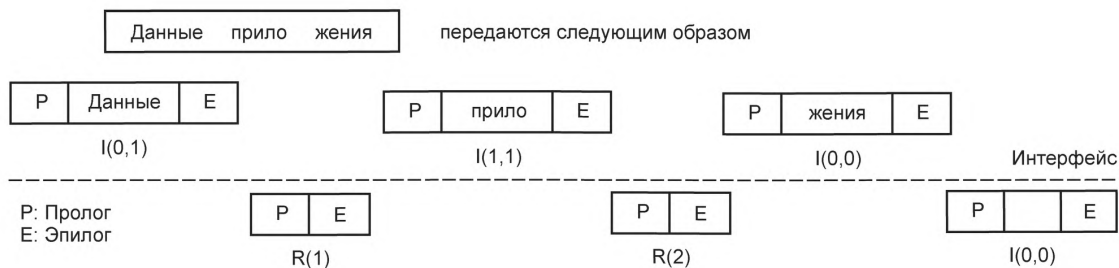 Данные прило жения передаются следующим образом
P Данные E P прило E P жения E
I(0,1) I(1,1) I(0,0) Интерфейс
P: Пролог
E: Эпилог
P E P E P E
R(1) R(2) I(0,0)